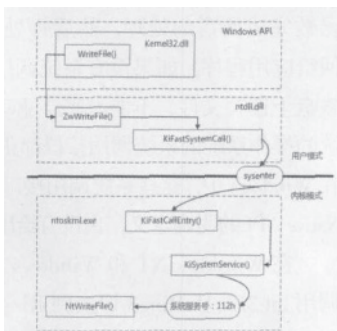 Windows API
Kernel32.dll
WriteFile()
ntdll.dll
ZwWriteFile()
KiFastSystemCall()
用户模式
sysenter
内核模式
ntoskrnl.exe
KiFastCallEntry()
KiSystemService()
NtWriteFile()
系统服务号：112h